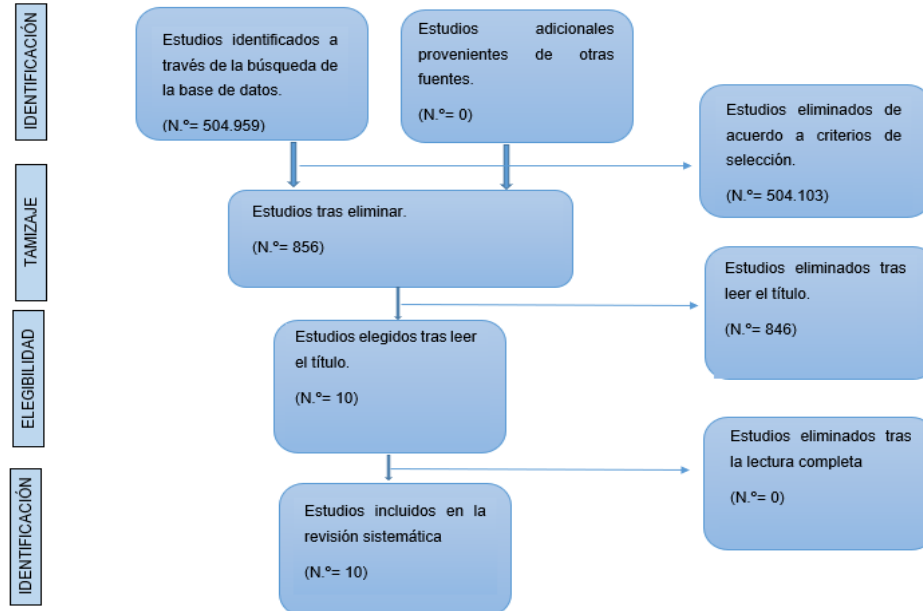 IDENTIFICACIÓN
Estudios identificados a
través de la búsqueda de
la base de datos.
(N.º= 504.959)
Estudios adicionales
provenientes de otras
fuentes.
(N.º= 0)
Estudios eliminados de
acuerdo a criterios de
selección.
(N.º= 504.103)
TAMIZAJE
Estudios tras eliminar.
(N.º= 856)
Estudios eliminados tras
leer el título.
(N.º= 846)
ELEGIBILIDAD
Estudios elegidos tras leer
el título.
(N.º= 10)
Estudios eliminados tras
la lectura completa
(N.º= 0)
IDENTIFICACIÓN
Estudios incluidos en la
revisión sistemática
(N.º= 10)